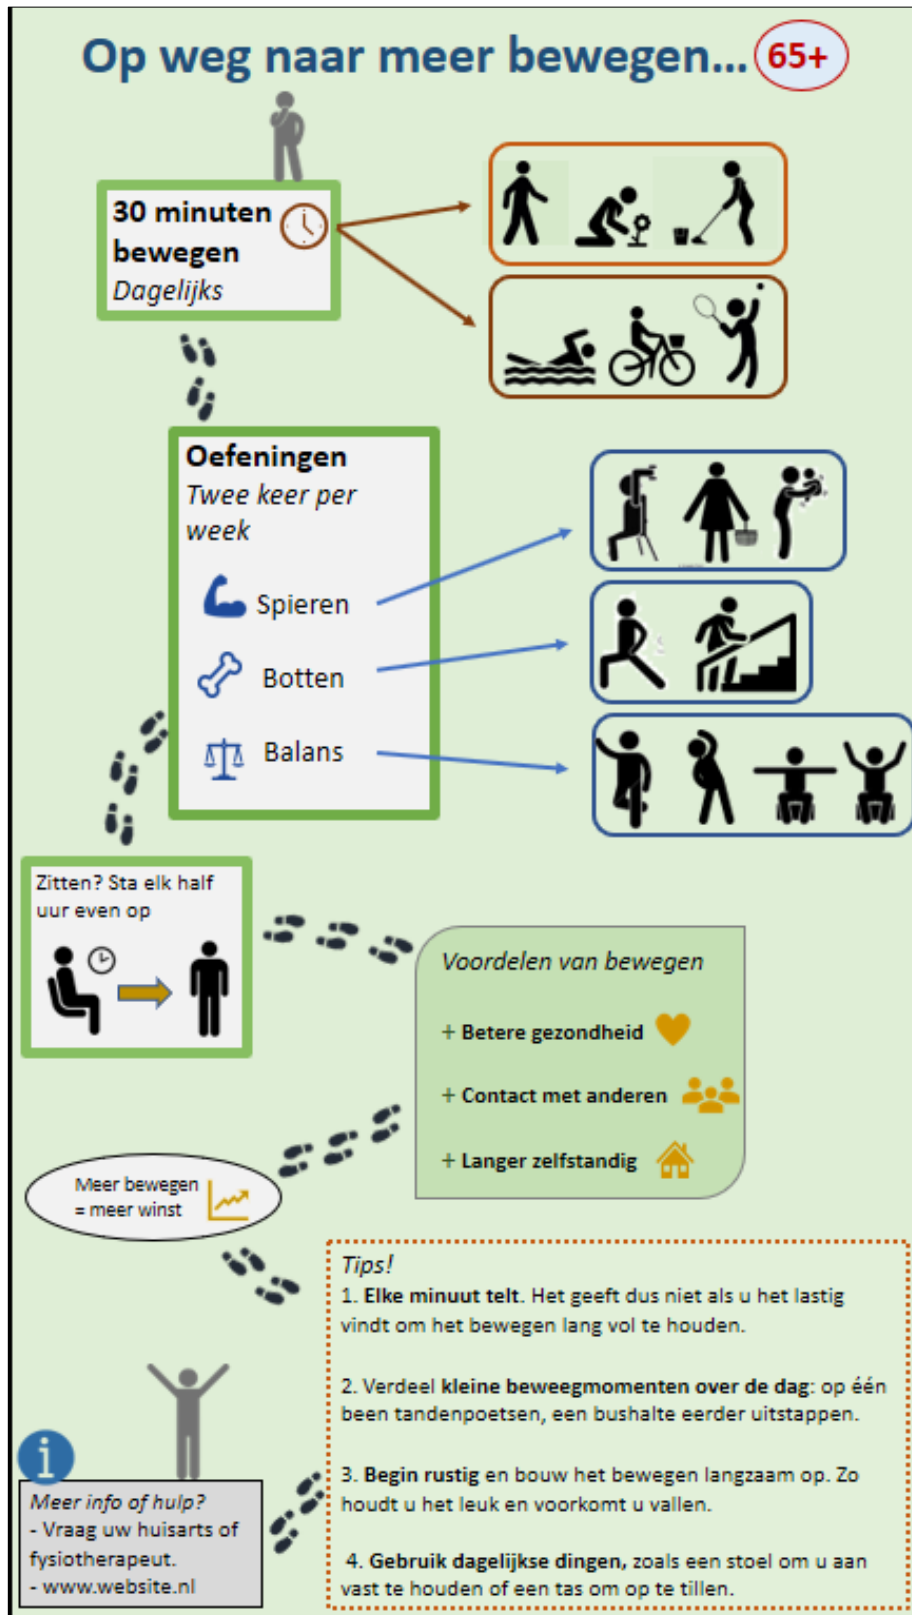 Op weg naar meer bewegen... 65+
30 minuten
bewegen
Dagelijks
Oefeningen
Twee keer per
week
Spieren
Botten
Balans
Zitten? Sta elk half
uur even op
Voordelen van bewegen
+ Betere gezondheid
+ Contact met anderen
+ Langer zelfstandig
Meer bewegen
= meer winst
Tips!
1. Elke minuut telt. Het geeft dus niet als u het lastig
vindt om het bewegen lang vol te houden.
2. Verdeel kleine beweegmomenten over de dag: op één
been tandenpoetsen, een bushalte eerder uitstappen.
3. Begin rustig en bouw het bewegen langzaam op. Zo
houdt u het leuk en voorkomt u vallen.
4. Gebruik dagelijkse dingen, zoals een stoel om u aan
vast te houden of een tas om op te tillen.
i
Meer info of hulp?
- Vraag uw huisarts of
fysiotherapeut.
- www.website.nl